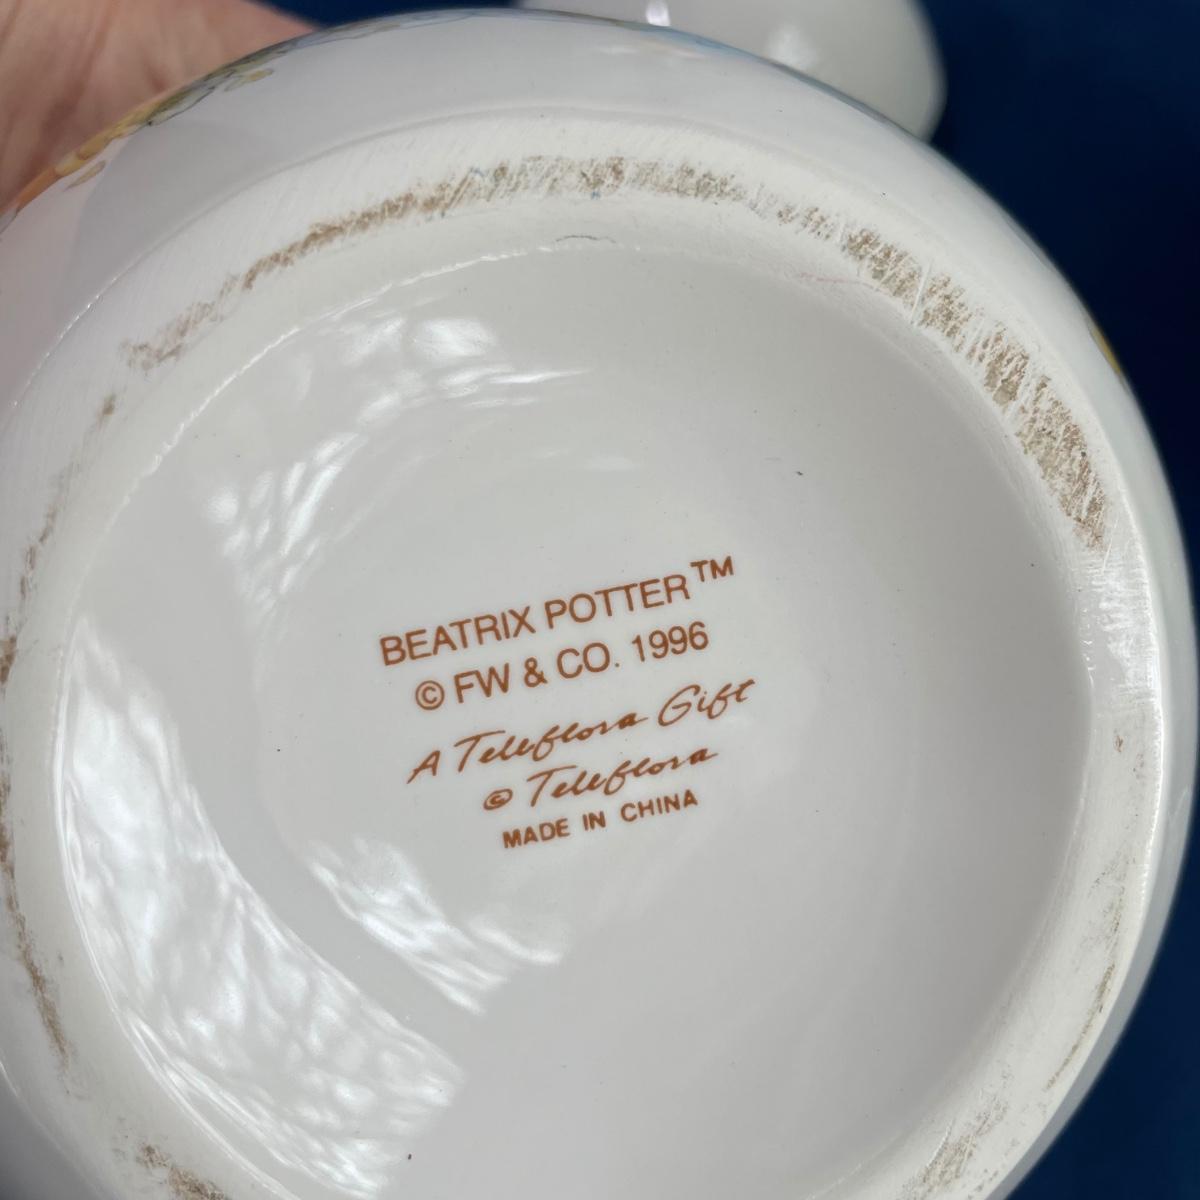 BEATRIX POTTER™
© FW & CO. 1996
A Teleflora Gift
© Teleflora
MADE IN CHINA